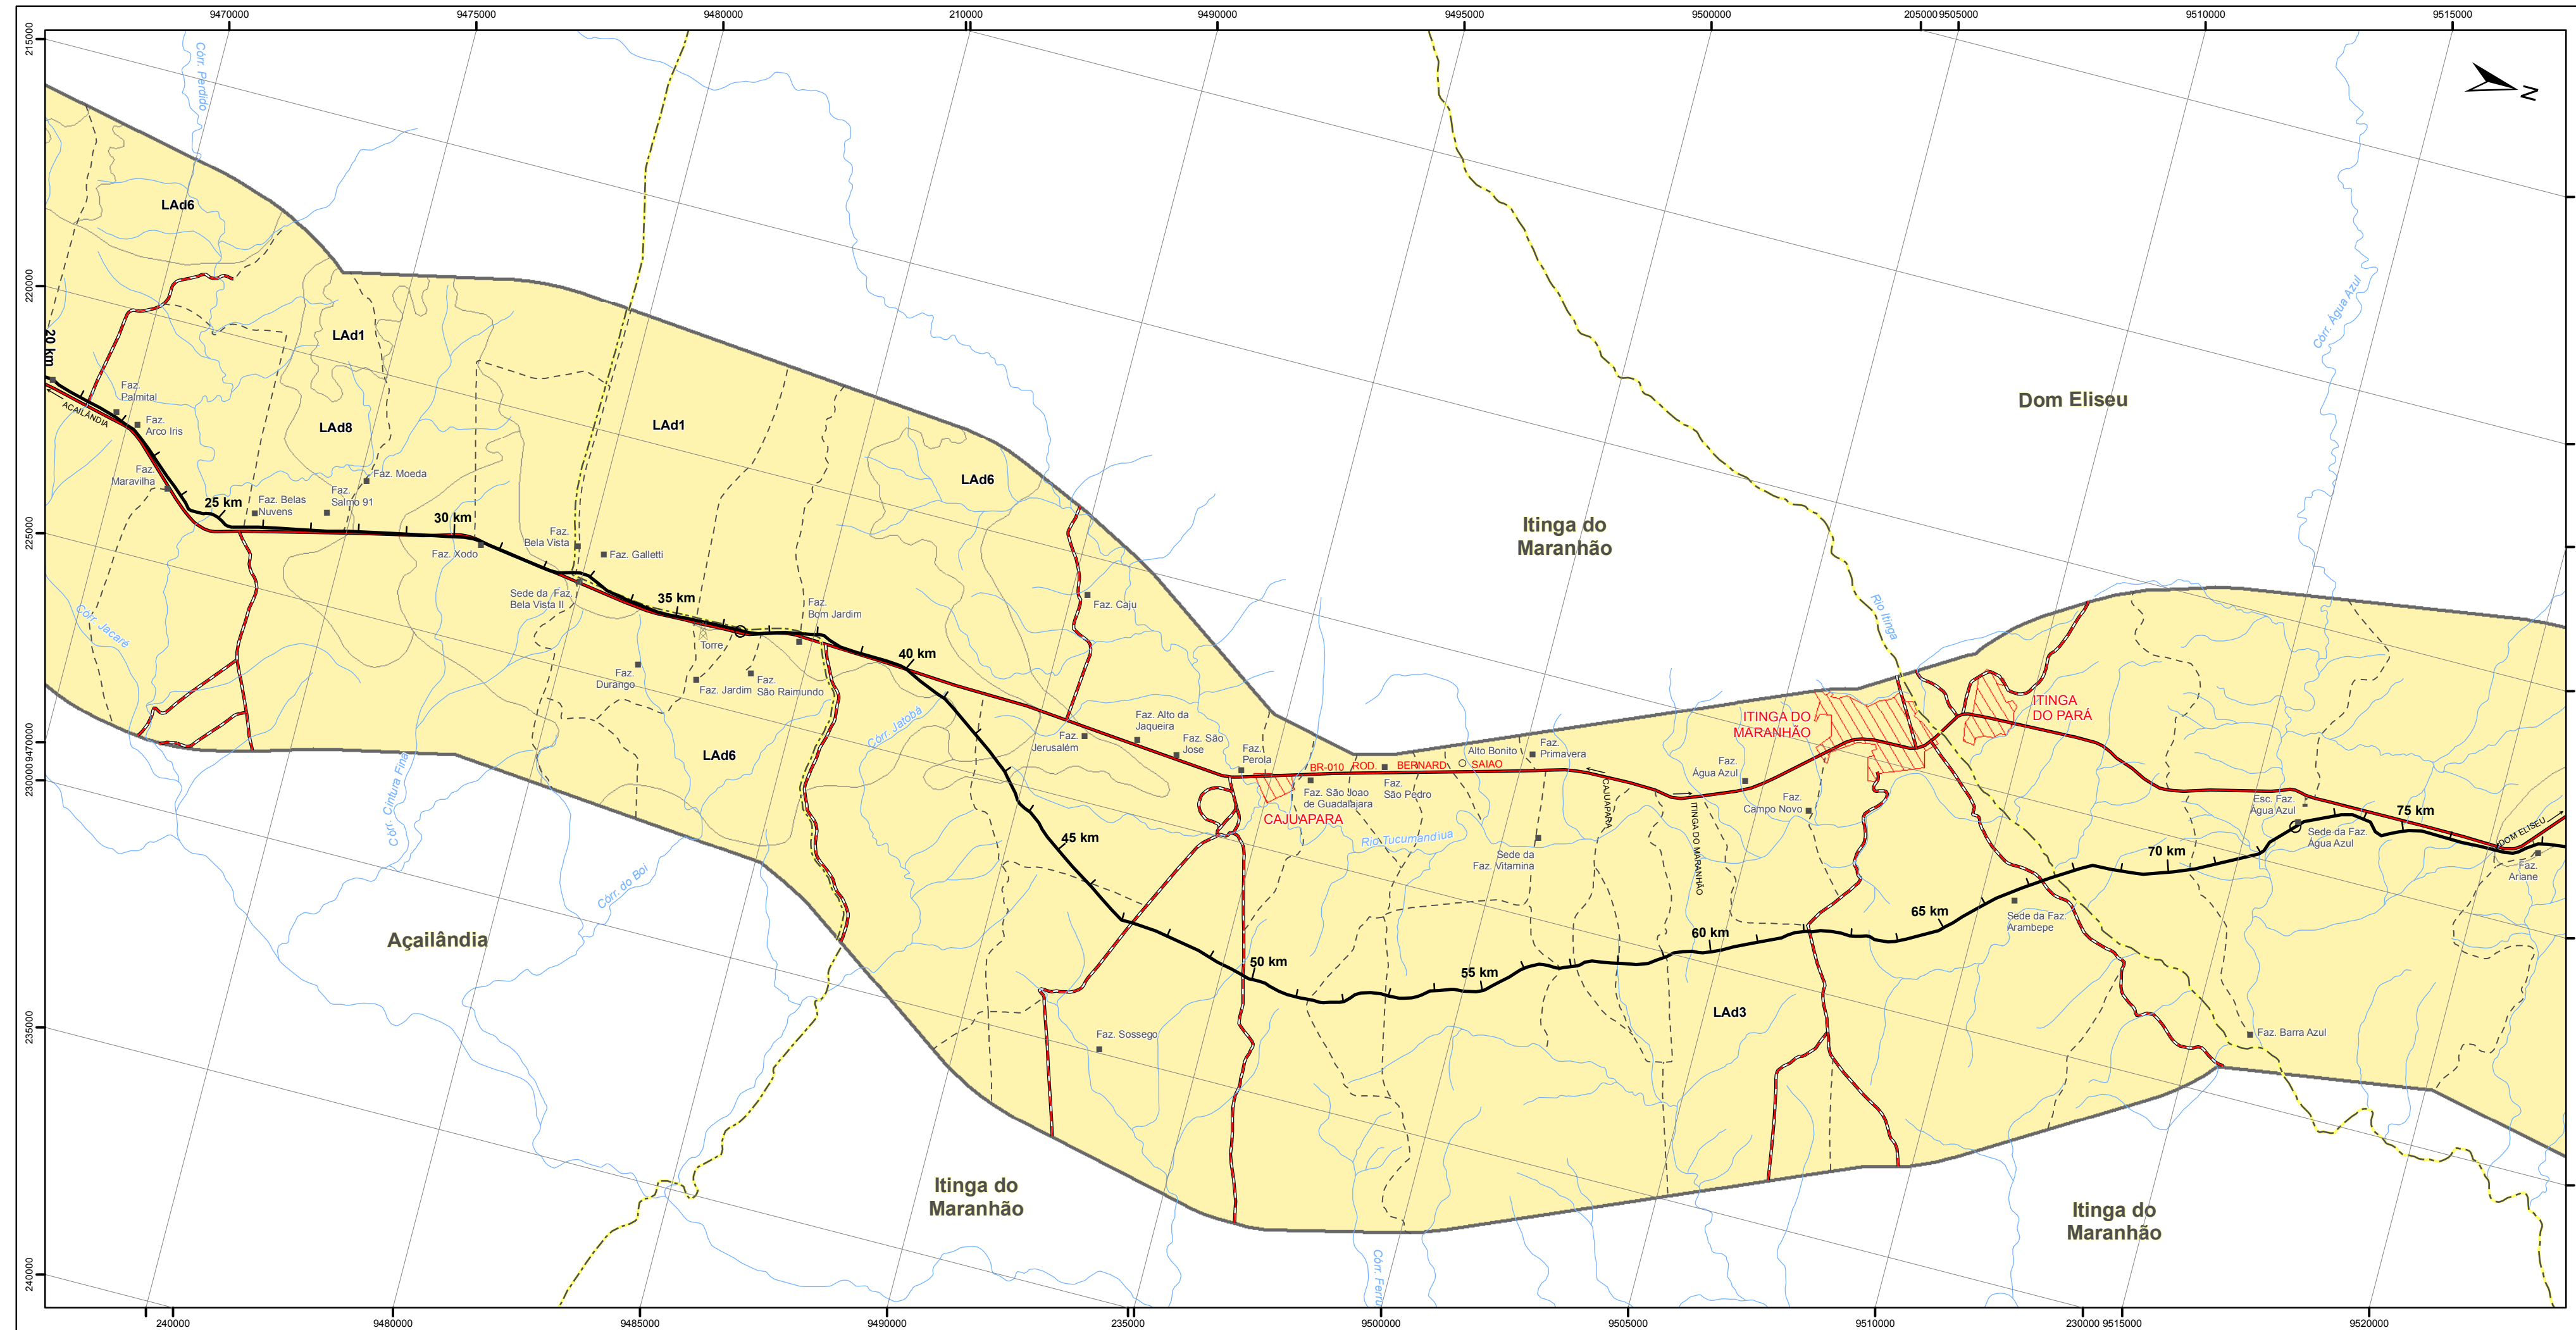 9470000
9475000
9480000
210000
9490000
9495000
9500000
205000
9505000
9510000
9515000
215000
220000
225000
9470000
230000
235000
240000
N
Córr. Perdido
LAd6
LAd1
LAd8
20 km
AÇAILÂNDIA
Faz.
Palmital
Faz.
Arco Iris
Faz.
Maravilha
25 km
Faz. Belas
Nuvens
Faz.
Salmo 91
Faz. Moeda
30 km
Faz. Xodo
Faz.
Bela Vista
Faz. Galletti
Sede da Faz.
Bela Vista II
LAd1
35 km
Torre
Faz.
Bom Jardim
Faz.
Durango
Faz. Jardim
Faz.
São Raimundo
Córr. Jacaré
Córr. Cintura Fina
Córr. do Boi
LAd6
Açailândia
LAd6
Faz. Caju
40 km
Córr. Jatobá
Faz.
Jerusalém
Faz. Alto da
Jaqueira
Faz. São
Jose
Faz.
Perola
BR-010 ROD. BERNARD SAIAO
CAJUAPARA
Faz. São Joao
de Guadalajara
Faz.
São Pedro
Alto Bonito
Faz.
Primavera
Rio Tucumandiua
Sede da
Faz. Vitamina
CAJUAPARA
ITINGA DO MARANHÃO
45 km
50 km
55 km
60 km
65 km
70 km
75 km
Faz. Sossego
Itinga do
Maranhão
Itinga do
Maranhão
Dom Eliseu
Córr. Água Azul
Rio Itinga
ITINGA DO
MARANHÃO
ITINGA
DO PARÁ
Faz.
Água Azul
Faz.
Campo Novo
Esc. Faz.
Água Azul
Sede da Faz.
Água Azul
DOM ELISEU
Faz.
Ariane
Sede da Faz.
Arambepe
LAd3
Faz. Barra Azul
Itinga do
Maranhão
Córr. Ferru
240000
9480000
9485000
9490000
235000
9500000
9505000
9510000
230000
9515000
9520000